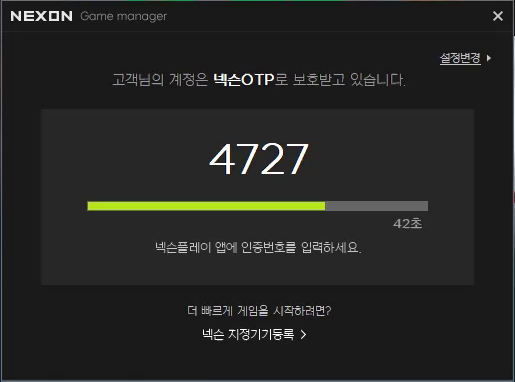 NEXON Game manager
설정변경
고객님의 계정은 넥슨OTP로 보호받고 있습니다.
4727
42초
넥슨플레이 앱에 인증번호를 입력하세요.
더 빠르게 게임을 시작하려면?
넥슨 지정기기등록 >